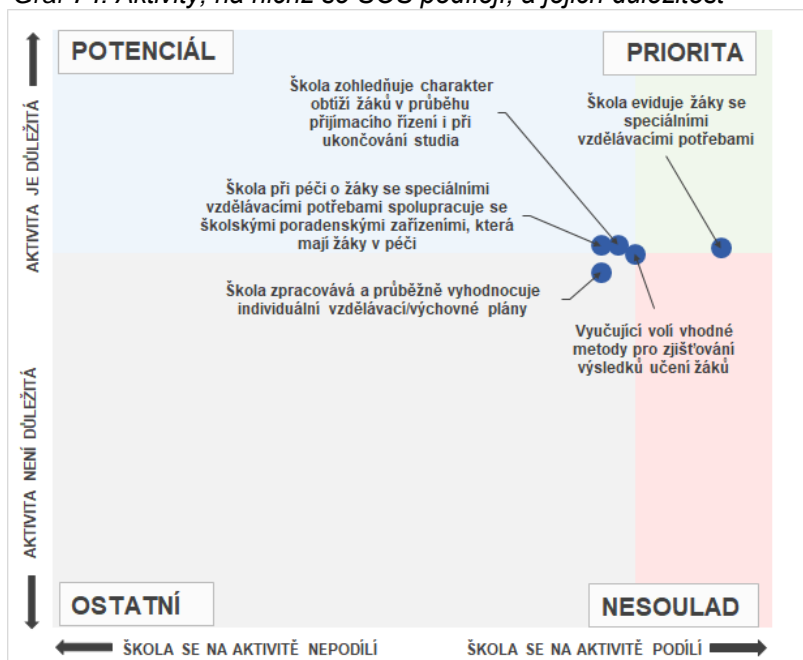 Graf 71: Aktivity, na nichž se SOŠ podílejí, a jejich důležitost
POTENCIÁL
PRIORITA
Škola zohledňuje charakter
obtíží žáků v průběhu
přijímacího řízení i při
ukončování studia
Škola eviduje žáky se
speciálními
vzdělávacími potřebami
Škola při péči o žáky se speciálními
vzdělávacími potřebami spolupracuje se
školskými poradenskými zařízeními, která
mají žáky v péči
Škola zpracovává a průběžně vyhodnocuje
individuální vzdělávací/výchovné plány
Vyučující volí vhodné
metody pro zjišťování
výsledků učení žáků
AKTIVITA JE DŮLEŽITÁ
AKTIVITA NENÍ DŮLEŽITÁ
OSTATNÍ
NESOULAD
ŠKOLA SE NA AKTIVITĚ NEPODÍLÍ
ŠKOLA SE NA AKTIVITĚ PODÍLÍ